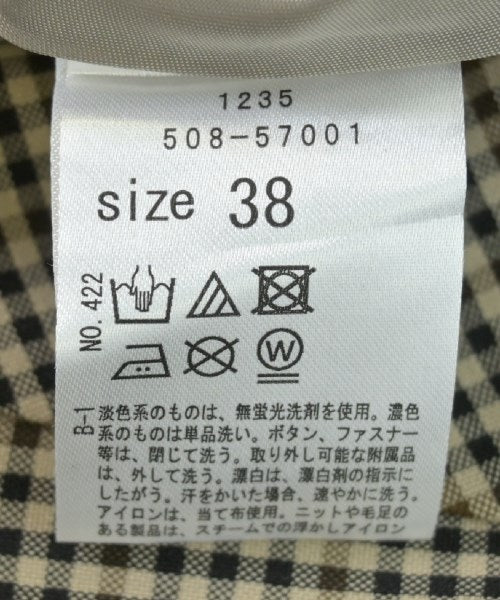 1235
508-57001
size 38
NO. 422
W
B-1
淡色系のものは、無蛍光洗剤を使用。濃色
系のものは単品洗い。ボタン、ファスナー
等は、閉じて洗う。取り外し可能な附属品
は、外して洗う。漂白は、漂白剤の指示に
したがう。汗をかいた場合、速やかに洗う。
アイロンは、当て布使用。ニットや毛足の
ある製品は、スチームでの浮かしアイロン